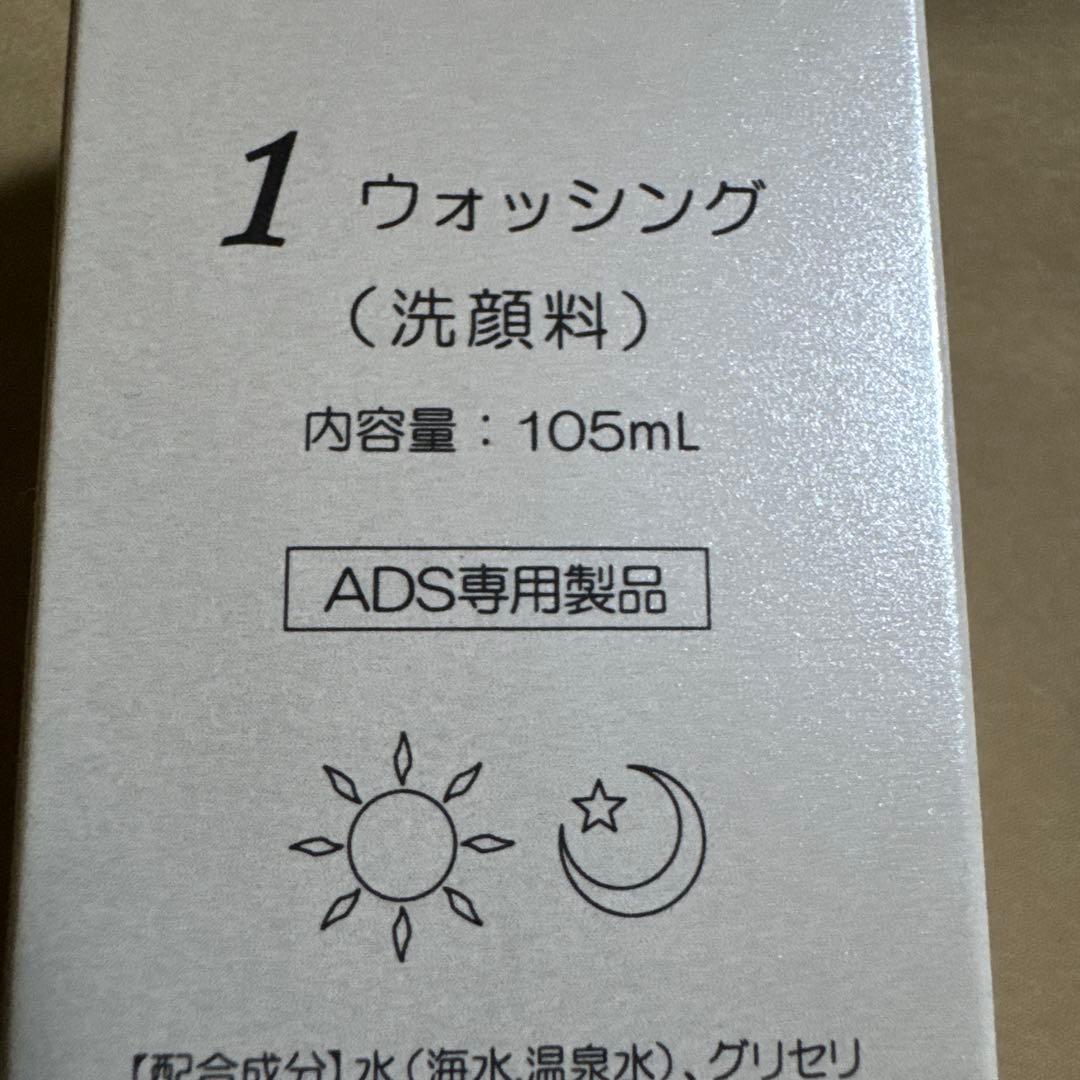 1 ウォッシング
（洗顔料）
内容量：105mL
ADS専用製品
【配合成分】水（海水,温泉水）、グリセリ